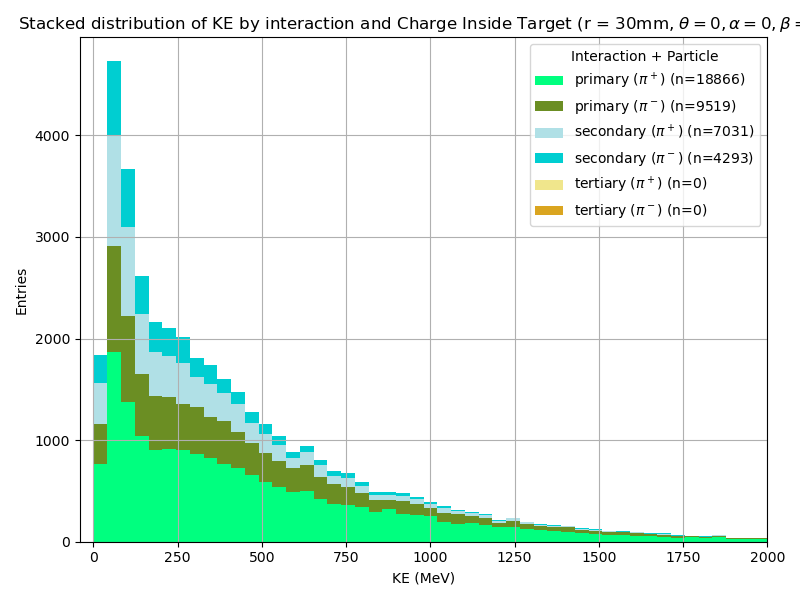 Stacked distribution of KE by interaction and Charge Inside Target (r = 30mm, θ = 0, α = 0, β =
Interaction + Particle
primary (π⁺) (n=18866)
primary (π⁻) (n=9519)
secondary (π⁺) (n=7031)
secondary (π⁻) (n=4293)
tertiary (π⁺) (n=0)
tertiary (π⁻) (n=0)
Entries
4000
3000
2000
1000
0
0 250 500 750 1000 1250 1500 1750 2000
KE (MeV)